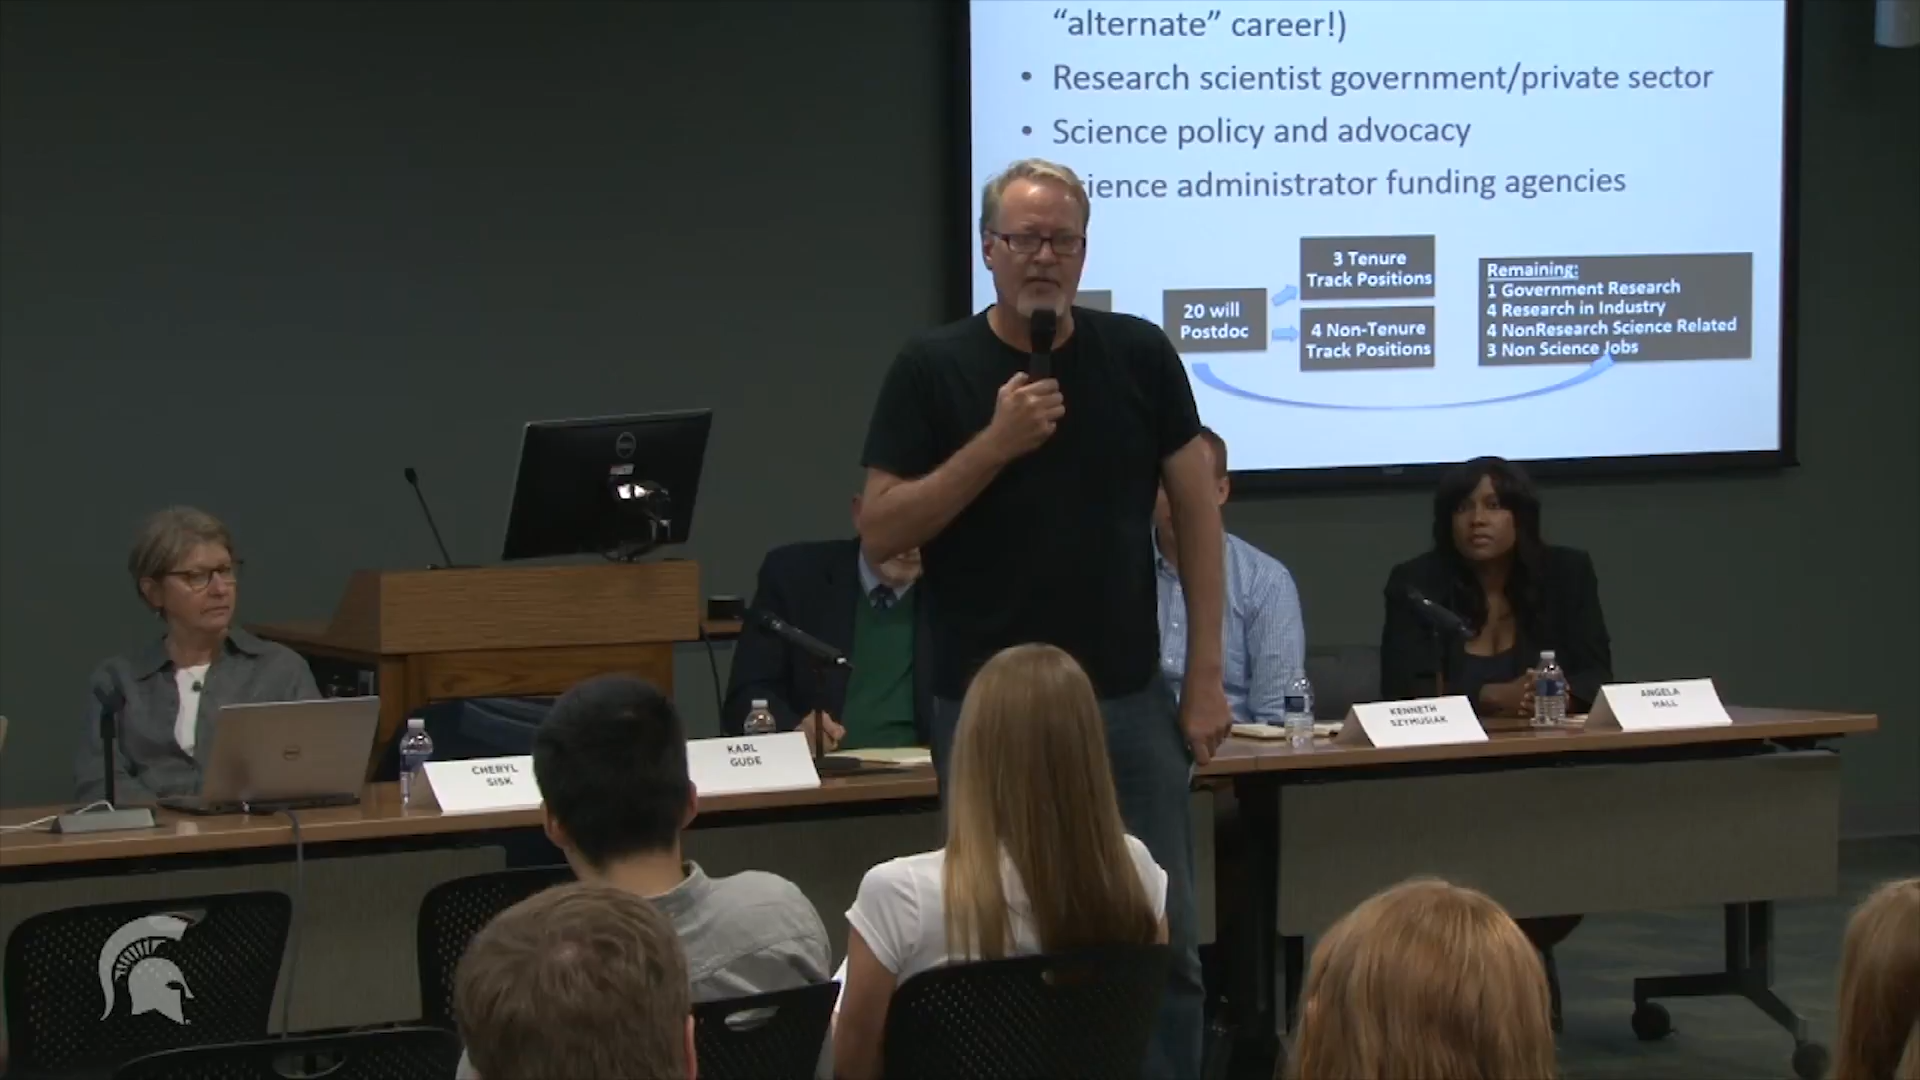 “alternate” career!)
• Research scientist government/private sector
• Science policy and advocacy
cience administrator funding agencies
20 will
Postdoc
3 Tenure
Track Positions
4 Non-Tenure
Track Positions
Remaining:
1 Government Research
4 Research in Industry
4 NonResearch Science Related
3 Non Science Jobs
DELL
CHERYL
SISK
KARL
GUDE
KENNETH
SZYMUSIAK
ANGELA
HALL